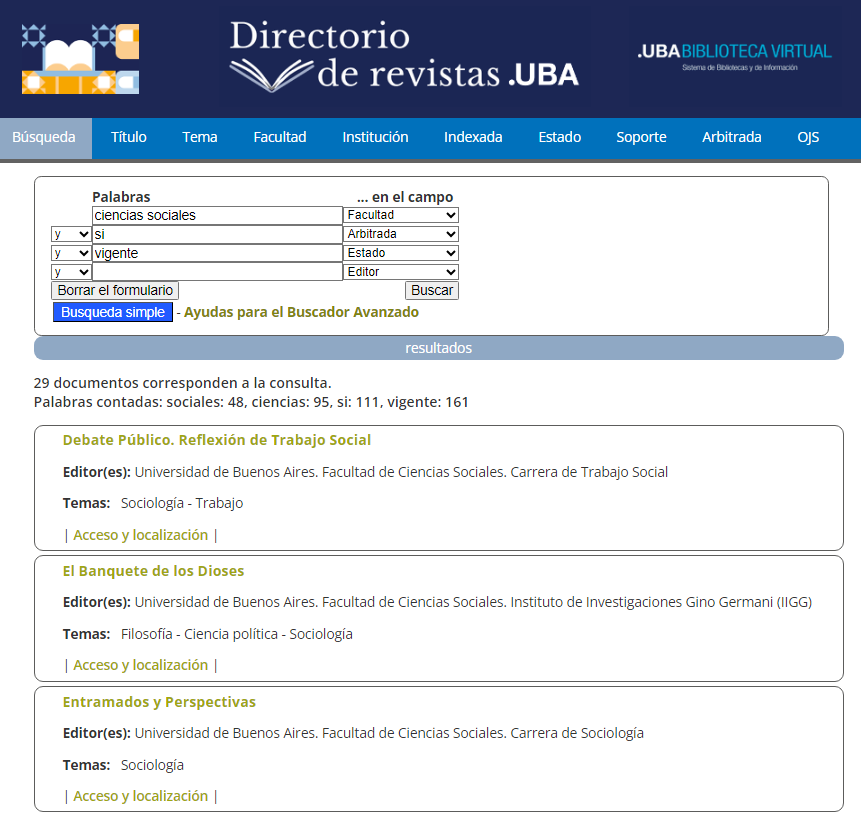 Directorio
de revistas .UBA
.UBA BIBLIOTECA VIRTUAL
Sistema de Bibliotecas y de Información
Búsqueda Título Tema Facultad Institución Indexada Estado Soporte Arbitrada OJS
Palabras ... en el campo
ciencias sociales Facultad
y si Arbitrada
y vigente Estado
y Editor
Borrar el formulario Buscar
Busqueda simple - Ayudas para el Buscador Avanzado
resultados
29 documentos corresponden a la consulta.
Palabras contadas: sociales: 48, ciencias: 95, si: 111, vigente: 161
Debate Público. Reflexión de Trabajo Social
Editor(es): Universidad de Buenos Aires. Facultad de Ciencias Sociales. Carrera de Trabajo Social
Temas: Sociología - Trabajo
| Acceso y localización |
El Banquete de los Dioses
Editor(es): Universidad de Buenos Aires. Facultad de Ciencias Sociales. Instituto de Investigaciones Gino Germani (IIGG)
Temas: Filosofía - Ciencia política - Sociología
| Acceso y localización |
Entramados y Perspectivas
Editor(es): Universidad de Buenos Aires. Facultad de Ciencias Sociales. Carrera de Sociología
Temas: Sociología
| Acceso y localización |